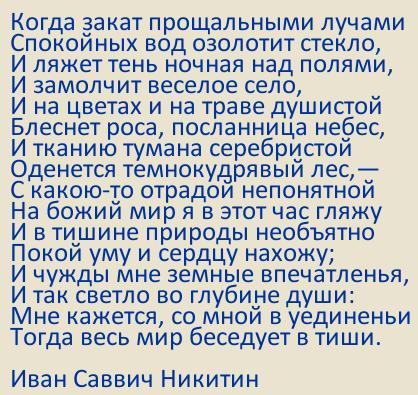 Когда закат прощальными лучами
Спокойных вод озолотит стекло,
И ляжет тень ночная над полями,
И замолчит веселое село,
И на цветах и на траве душистой
Блеснет роса, посланница небес,
И тканию тумана серебристой
Оденется темнокудрявый лес,—
С какою-то отрадой непонятной
На божий мир я в этот час гляжу
И в тишине природы необъятно
Покой уму и сердцу нахожу;
И чужды мне земные впечатленья,
И так светло во глубине души:
Мне кажется, со мной в уединеньи
Тогда весь мир беседует в тиши.
Иван Саввич Никитин